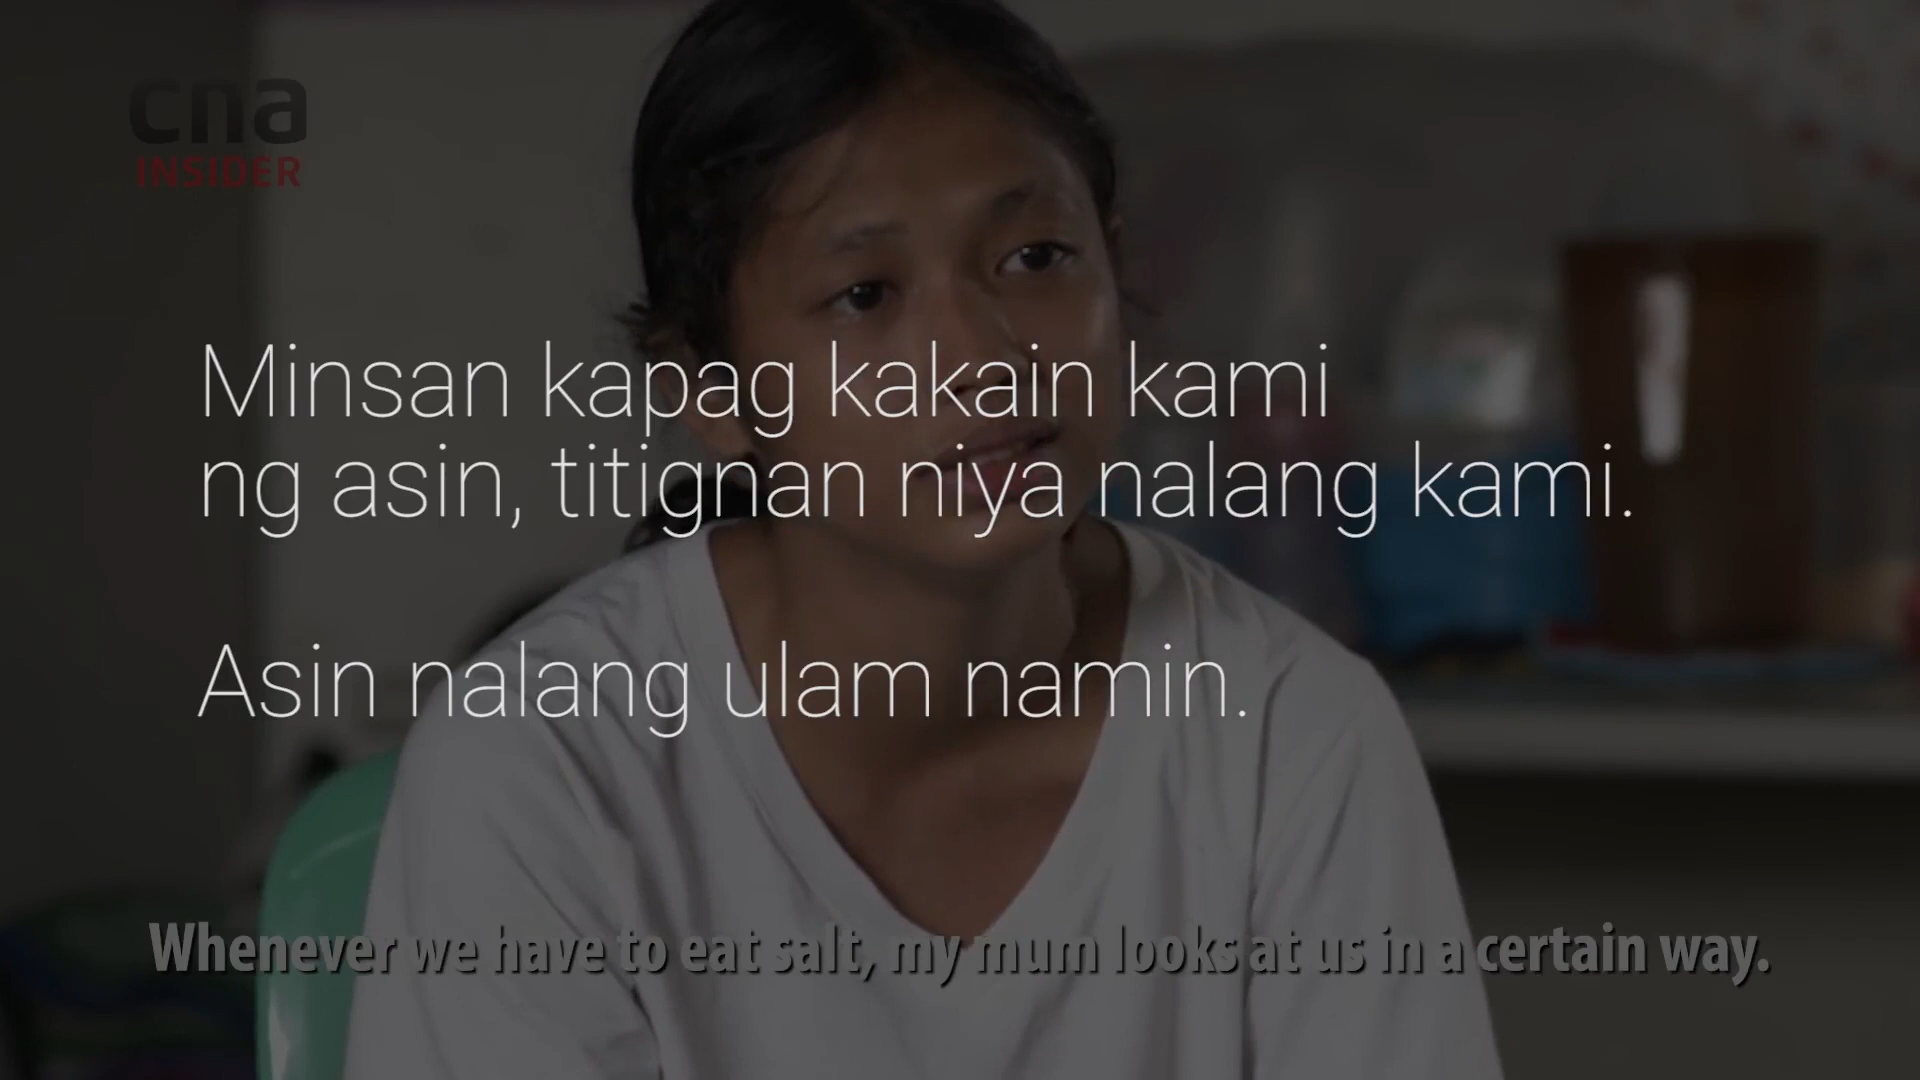 cna
INSIDER
Minsan kapag kakain kami
ng asin, titignan niya nalang kami.
Asin nalang ulam namin.
Whenever we have to eat salt, my mum looks at us in a certain way.